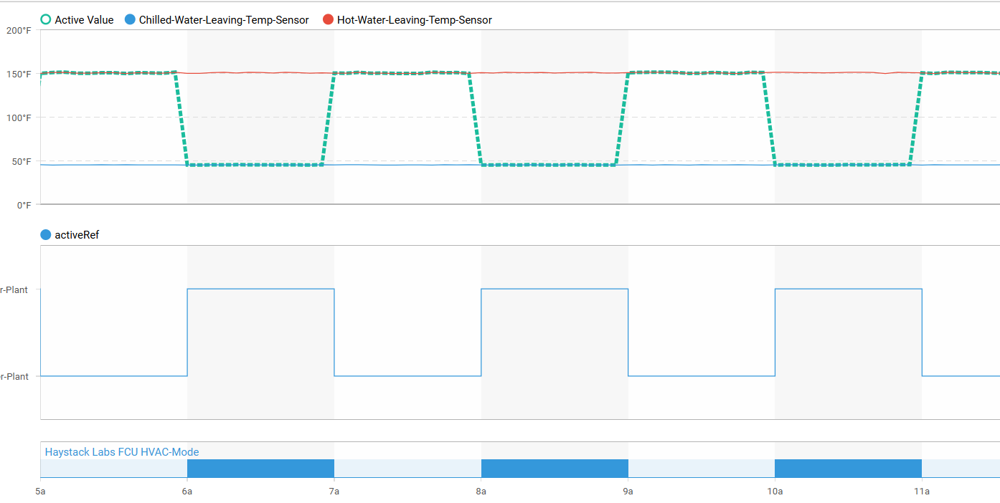 Active Value Chilled-Water-Leaving-Temp-Sensor Hot-Water-Leaving-Temp-Sensor
200°F
150°F
100°F
50°F
0°F
activeRef
r-Plant
r-Plant
Haystack Labs FCU HVAC-Mode
5a 6a 7a 8a 9a 10a 11a